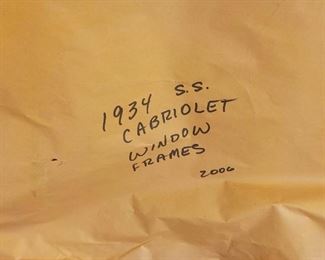 1934 S.S.
CABRIOLET
WINDOW
FRAMES
2006